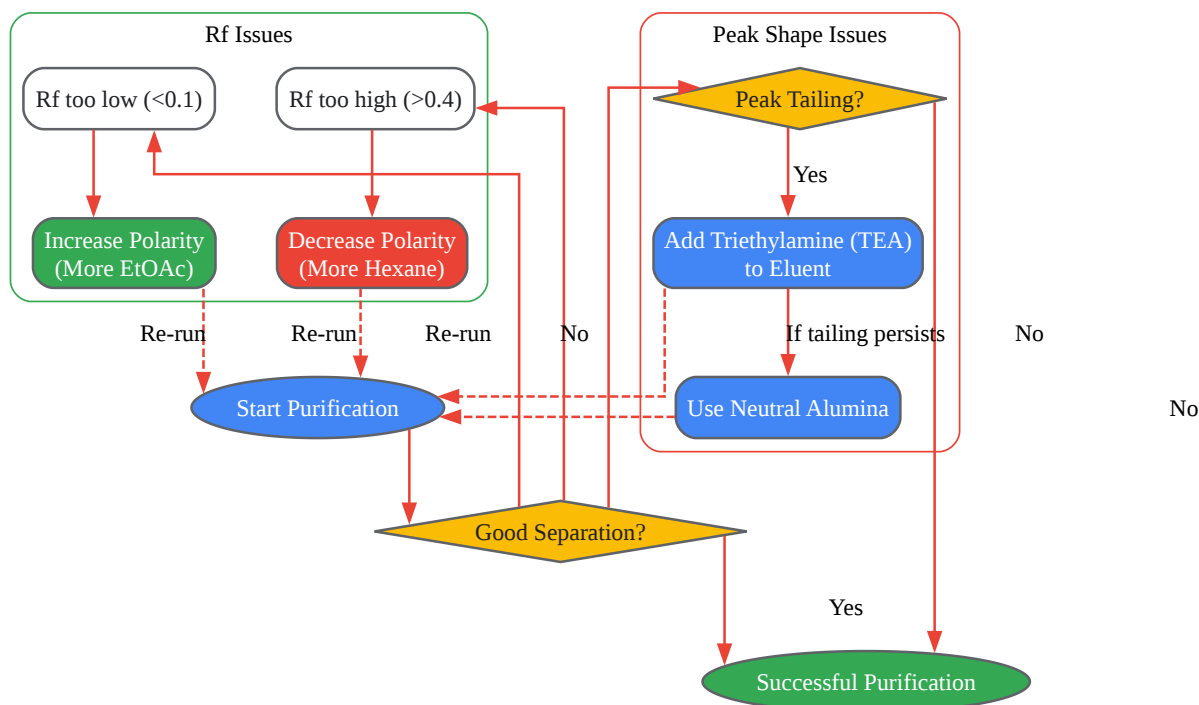 Rf Issues
Peak Shape Issues
Rf too low (<0.1)
Rf too high (>0.4)
Peak Tailing?
Yes
Increase Polarity
(More EtOAc)
Decrease Polarity
(More Hexane)
Add Triethylamine (TEA)
to Eluent
Re-run
Re-run
Re-run
No
If tailing persists
No
Start Purification
Use Neutral Alumina
No
Good Separation?
Yes
Successful Purification